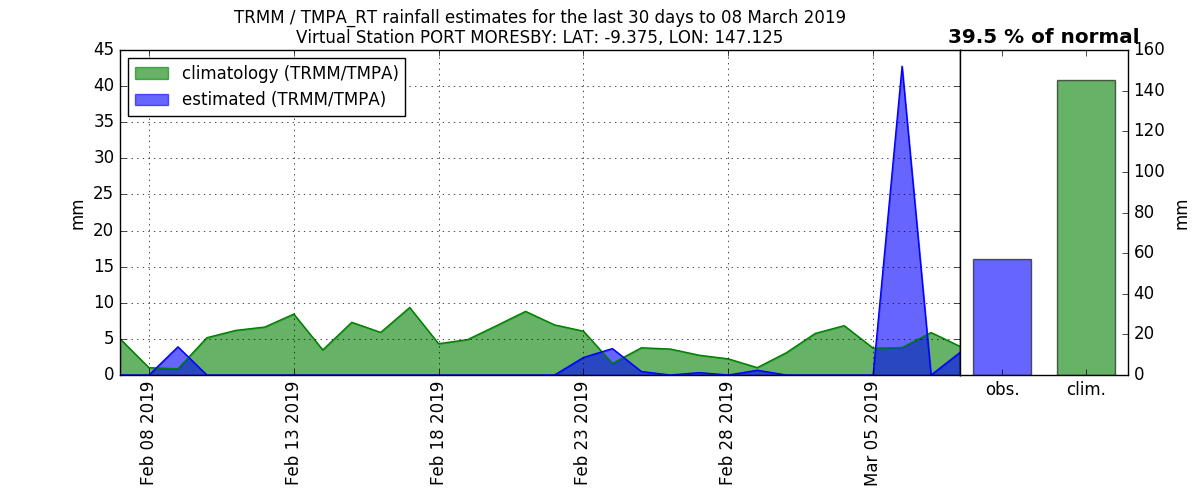 TRMM / TMPA_RT rainfall estimates for the last 30 days to 08 March 2019
Virtual Station PORT MORESBY: LAT: -9.375, LON: 147.125
39.5 % of normal
climatology (TRMM/TMPA)
estimated (TRMM/TMPA)
45
40
35
30
25
20
15
10
5
0
mm
Feb 08 2019
Feb 13 2019
Feb 18 2019
Feb 23 2019
Feb 28 2019
Mar 05 2019
obs.
clim.
160
140
120
100
80
60
40
20
0
mm